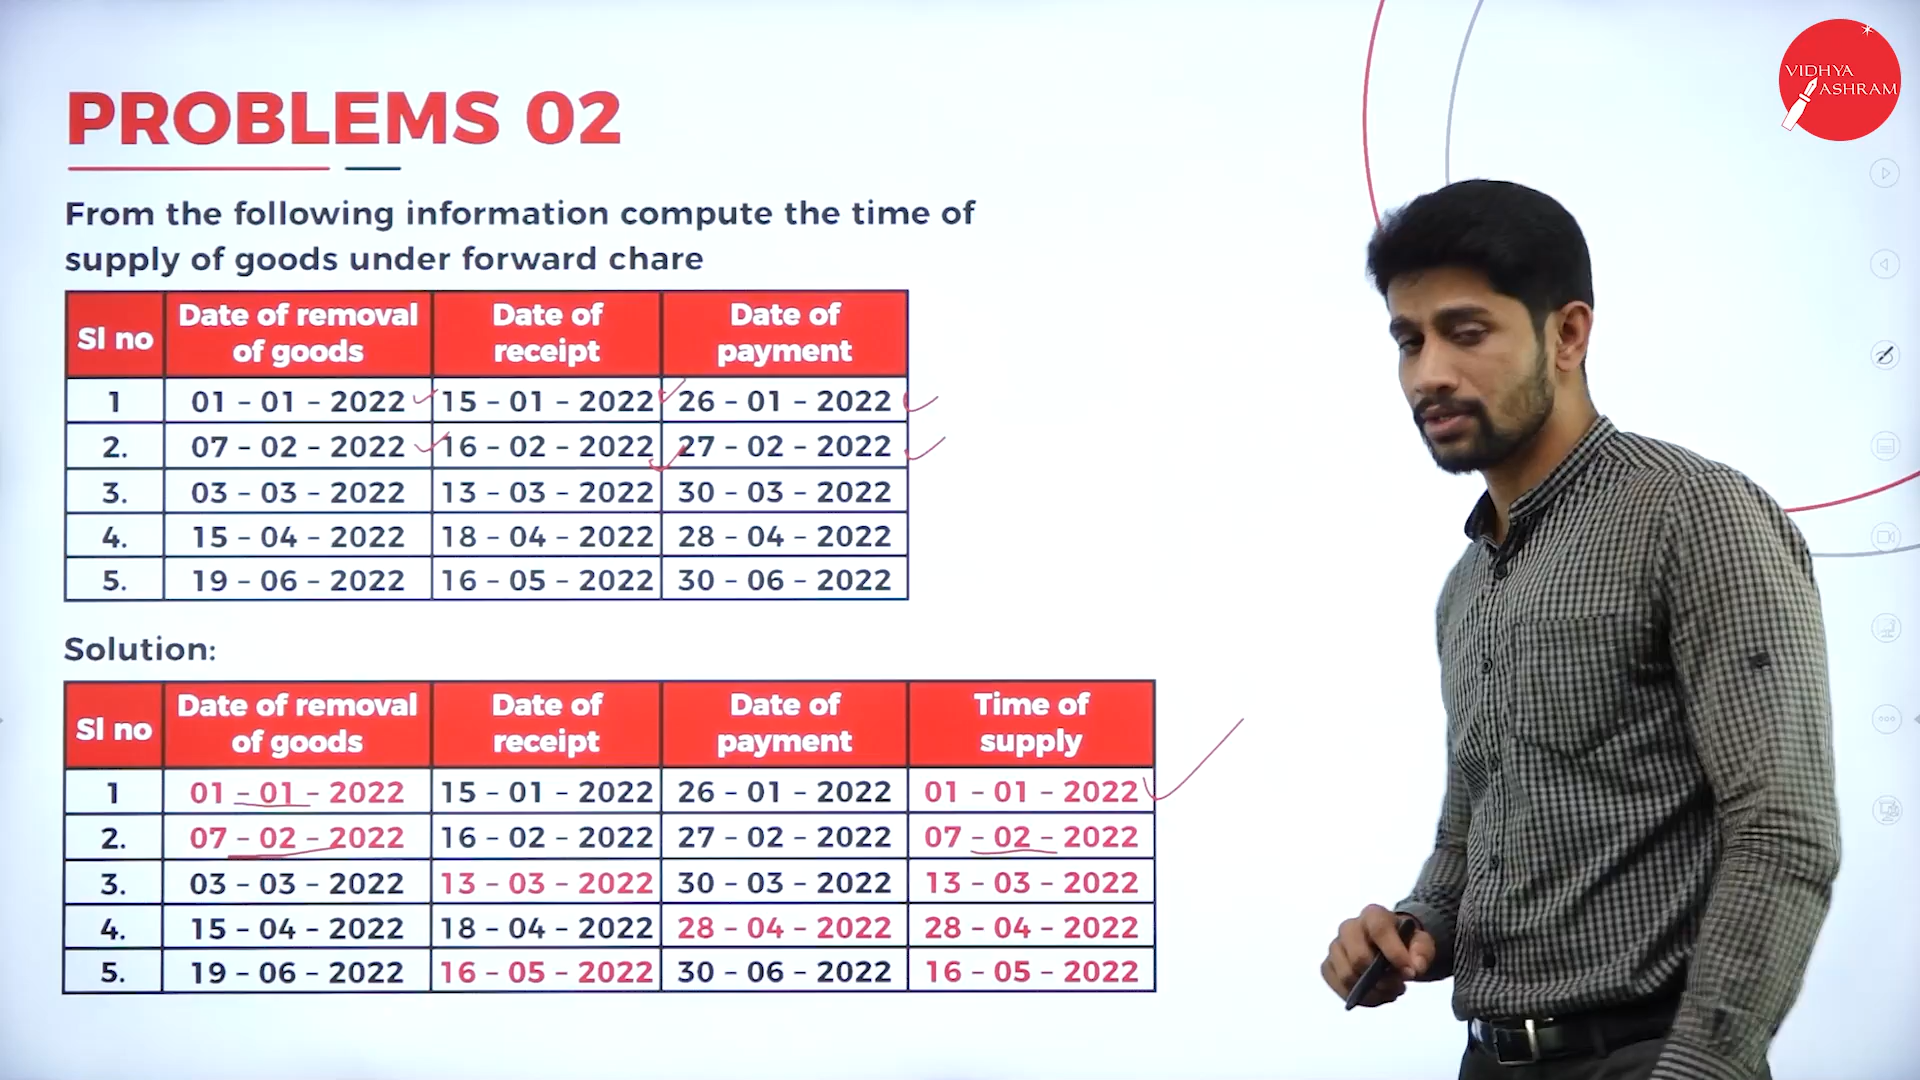 VIDHYA
ASHRAM
PROBLEMS 02
From the following information compute the time of
supply of goods under forward chare
Sl no | Date of removal of goods | Date of receipt | Date of payment
1 | 01 - 01 - 2022 | 15 - 01 - 2022 | 26 - 01 - 2022
2. | 07 - 02 - 2022 | 16 - 02 - 2022 | 27 - 02 - 2022
3. | 03 - 03 - 2022 | 13 - 03 - 2022 | 30 - 03 - 2022
4. | 15 - 04 - 2022 | 18 - 04 - 2022 | 28 - 04 - 2022
5. | 19 - 06 - 2022 | 16 - 05 - 2022 | 30 - 06 - 2022
Solution:
Sl no | Date of removal of goods | Date of receipt | Date of payment | Time of supply
1 | 01 - 01 - 2022 | 15 - 01 - 2022 | 26 - 01 - 2022 | 01 - 01 - 2022
2. | 07 - 02 - 2022 | 16 - 02 - 2022 | 27 - 02 - 2022 | 07 - 02 - 2022
3. | 03 - 03 - 2022 | 13 - 03 - 2022 | 30 - 03 - 2022 | 13 - 03 - 2022
4. | 15 - 04 - 2022 | 18 - 04 - 2022 | 28 - 04 - 2022 | 28 - 04 - 2022
5. | 19 - 06 - 2022 | 16 - 05 - 2022 | 30 - 06 - 2022 | 16 - 05 - 2022